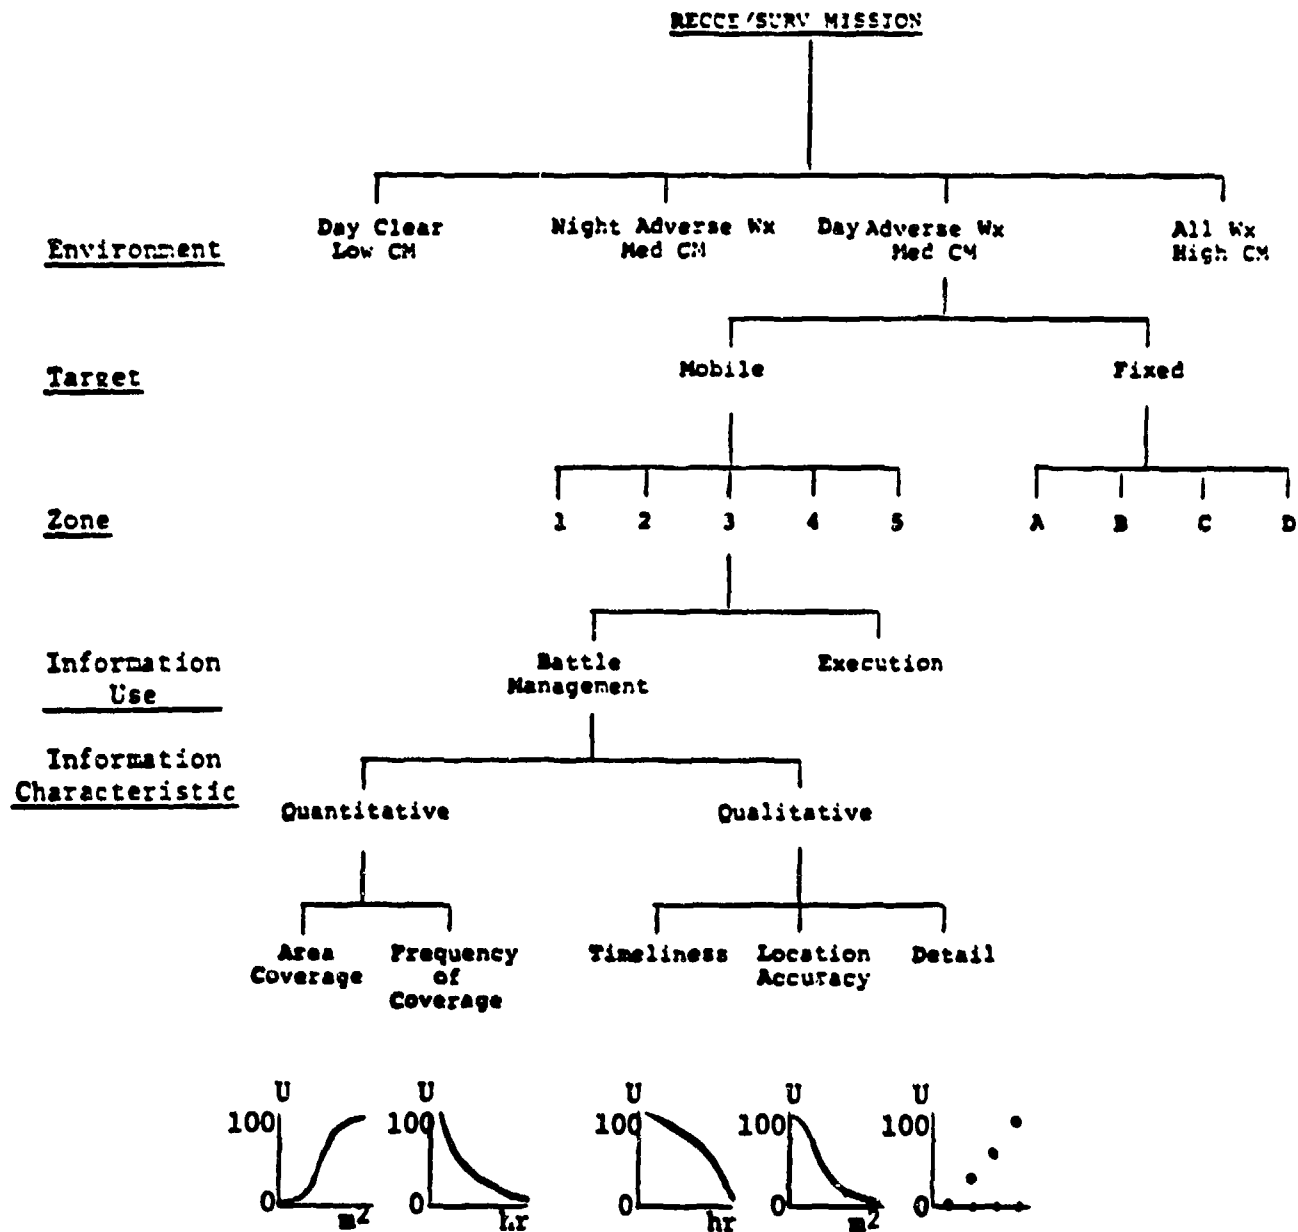 RECCE/SURV MISSION
Environment
Day Clear
Low CM
Night Adverse Wx
Med CM
Day Adverse Wx
Med CM
All Wx
High CM
Target
Mobile
Fixed
Zone
1 2 3 4 5 A B C D
Information
Use
Battle
Management
Execution
Information
Characteristic
Quantitative
Qualitative
Area
Coverage
Frequency
of
Coverage
Timeliness
Location
Accuracy
Detail
U
100
0
m²
U
100
0
hr
U
100
0
hr
U
100
0
m²
U
100
0